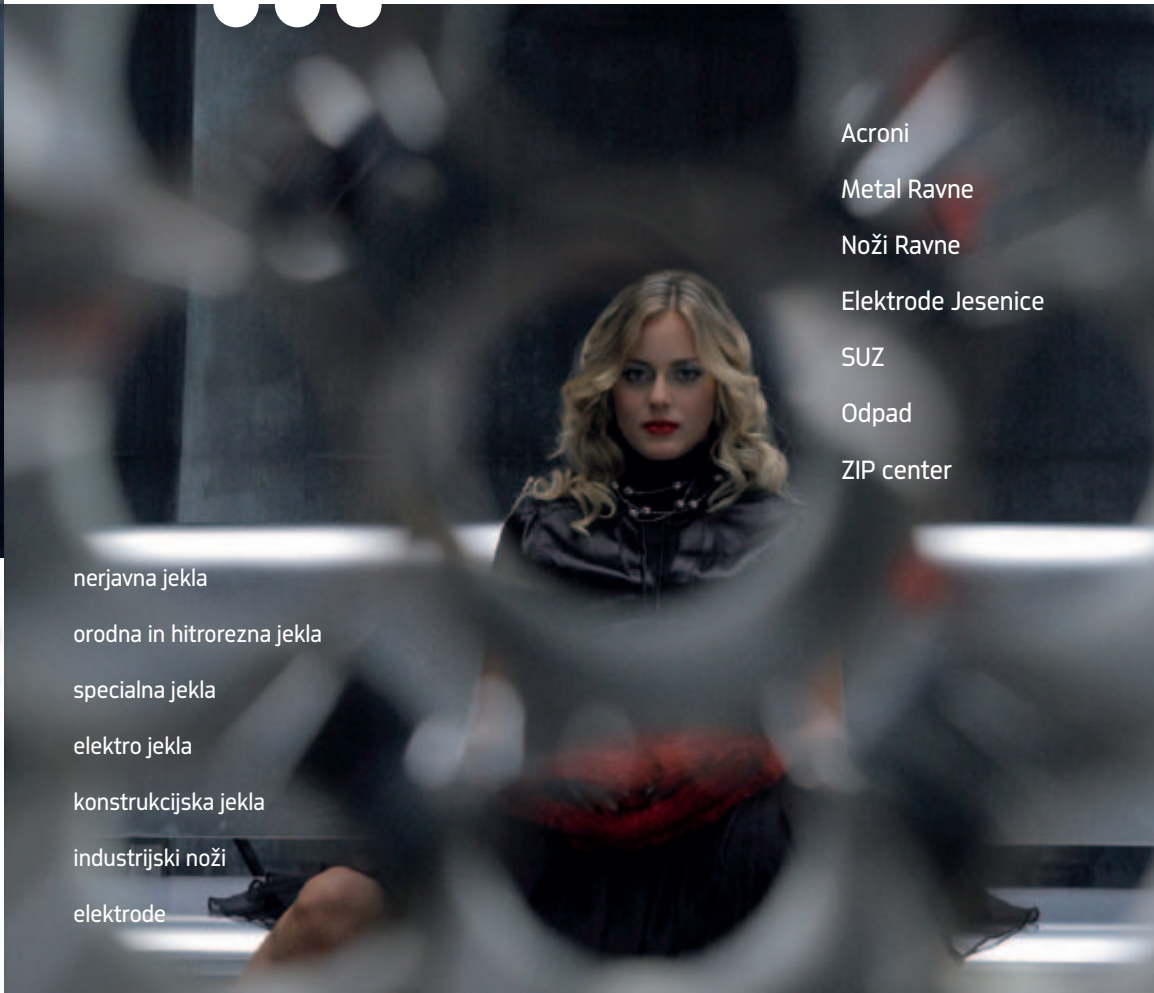 Acroni
Metal Ravne
Noži Ravne
Elektrode Jesenice
SUZ
Odpad
ZIP center
nerjavna jekla
orodna in hitrorezna jekla
specialna jekla
elektro jekla
konstrukcijska jekla
industrijski noži
elektrode